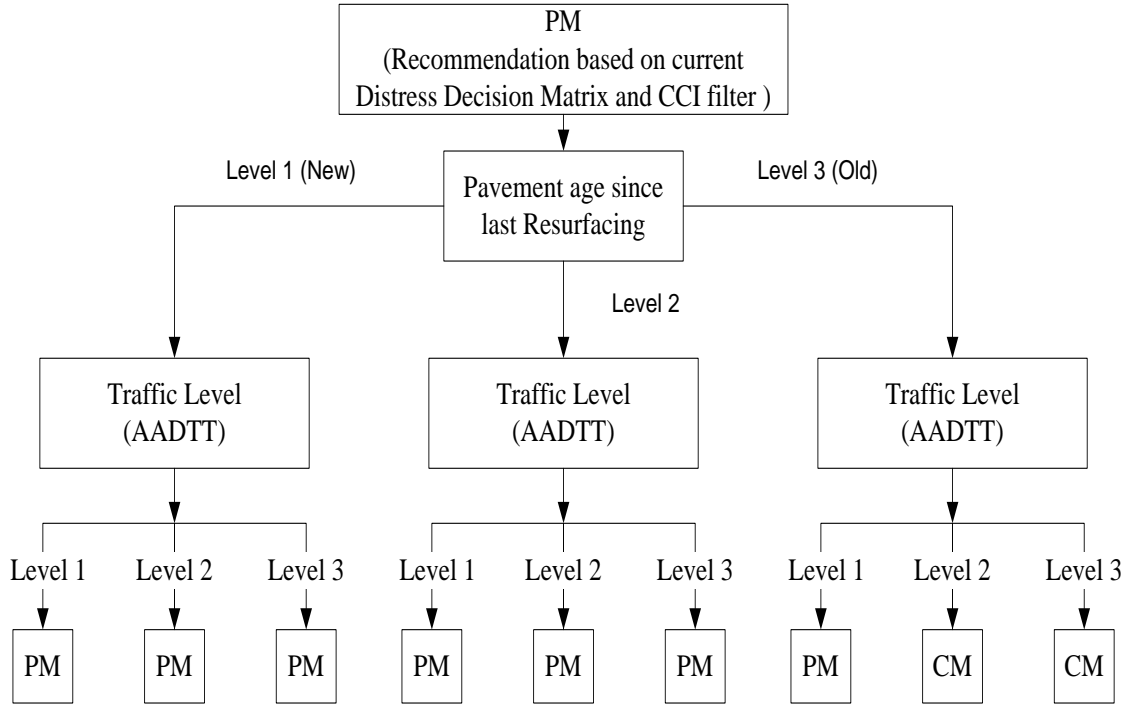 PM
(Recommendation based on current
Distress Decision Matrix and CCI filter )
Level 1 (New)
Pavement age since
last Resurfacing
Level 3 (Old)
Level 2
Traffic Level
(AADTT)
Traffic Level
(AADTT)
Traffic Level
(AADTT)
Level 1
Level 2
Level 3
Level 1
Level 2
Level 3
Level 1
Level 2
Level 3
PM
PM
PM
PM
PM
PM
PM
CM
CM